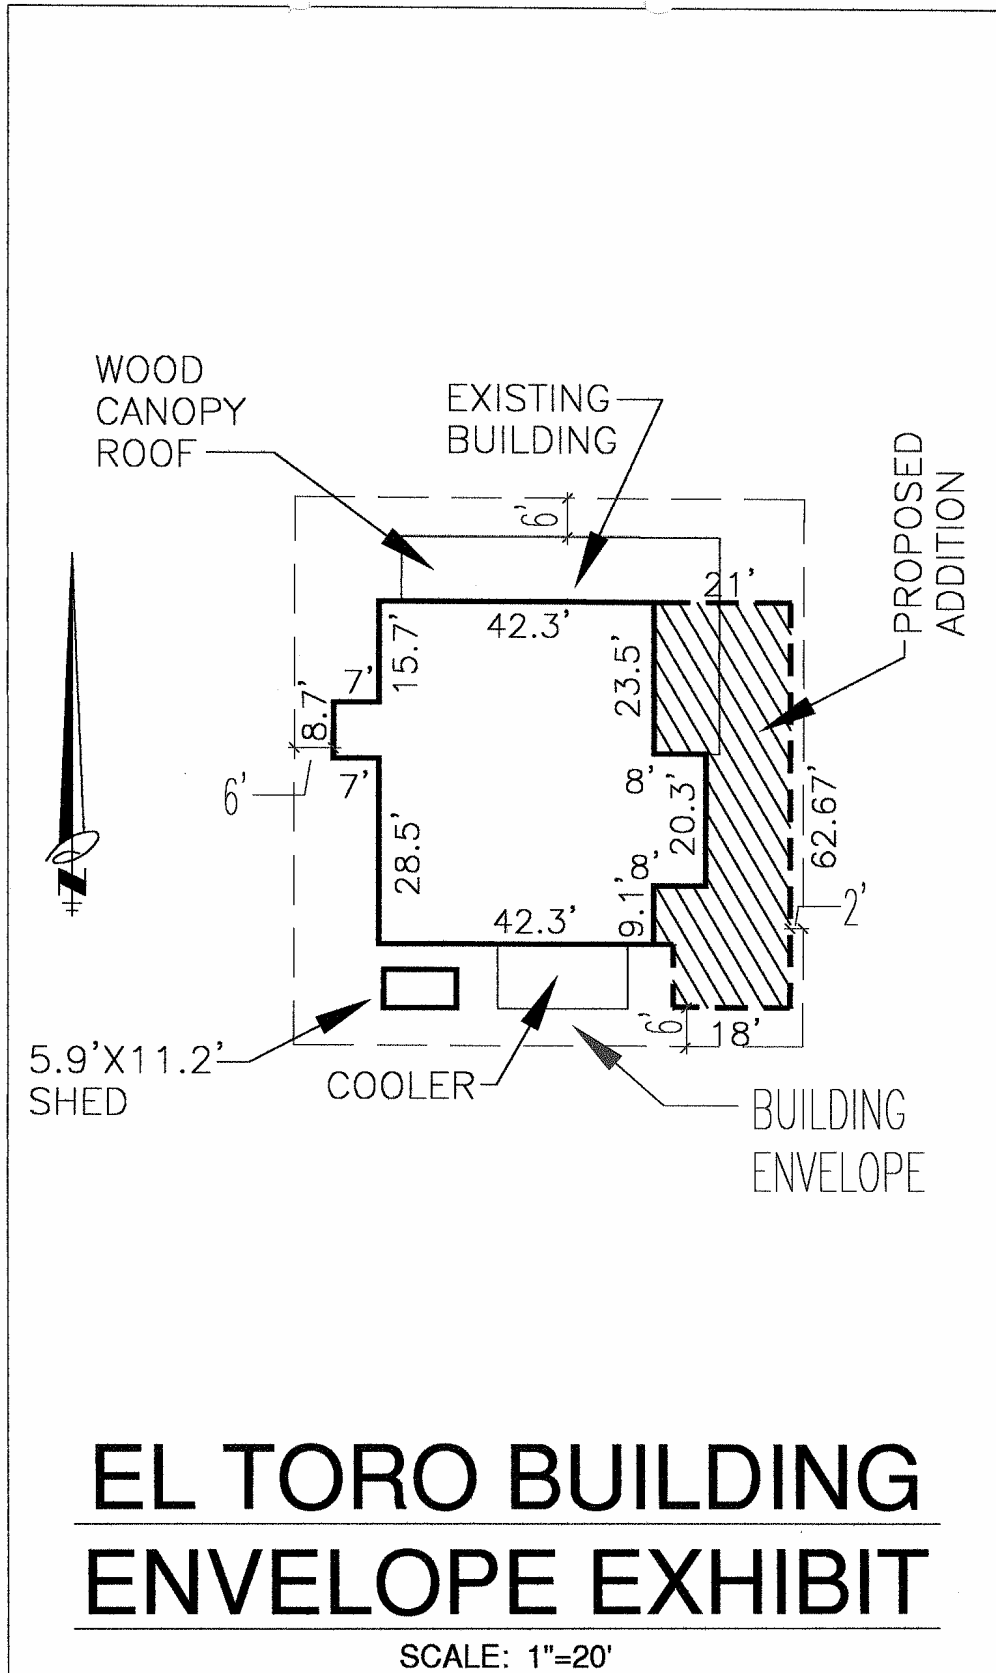 WOOD
CANOPY
ROOF
EXISTING
BUILDING
PROPOSED
ADDITION
6'
21'
42.3'
15.7'
23.5'
7'
8.7'
6'
7'
8'
20.3'
62.67'
28.5'
8'
9.1'
42.3'
2'
N
6'
18'
5.9'X11.2'
SHED
COOLER
BUILDING
ENVELOPE
EL TORO BUILDING
ENVELOPE EXHIBIT
SCALE: 1"=20'